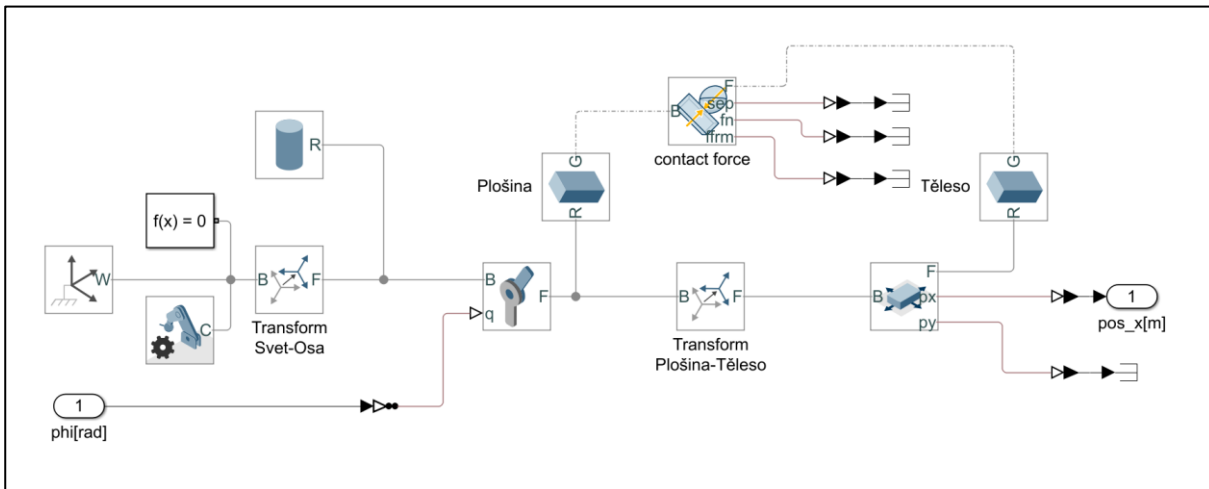 F
sep
B
fn
ffrm
contact force
R
Plošina
G
R
Těleso
G
R
f(x) = 0
W
B
F
C
Transform
Svet-Osa
B
F
q
B
F
Transform
Plošina-Těleso
F
B
px
py
1
pos_x[m]
1
phi[rad]